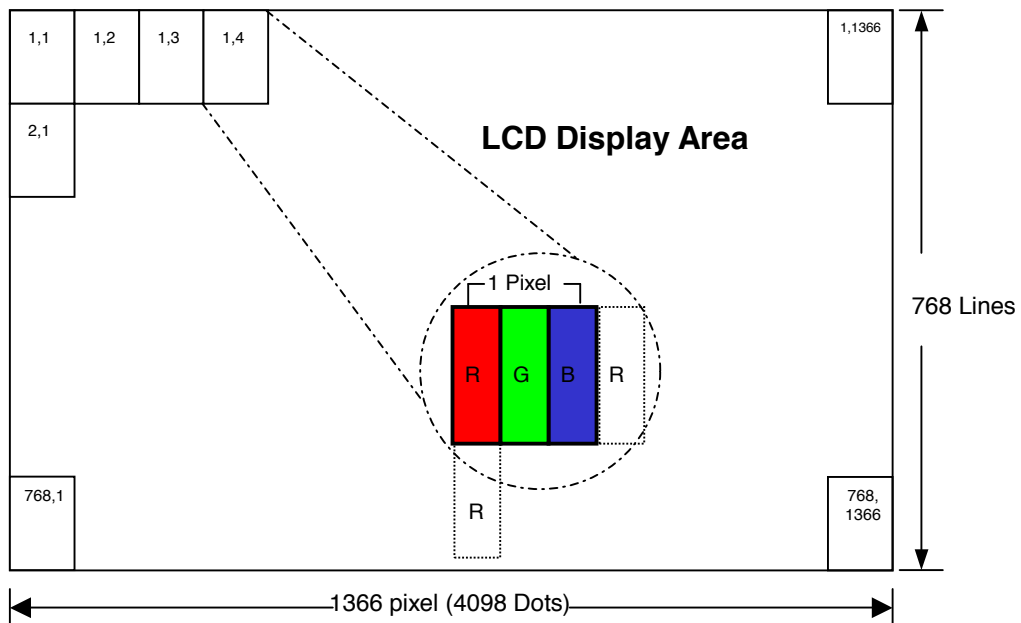 1,1 1,2 1,3 1,4 1,1366
2,1
LCD Display Area
1 Pixel
768 Lines
R G B R
R
768,1
768,
1366
1366 pixel (4098 Dots)